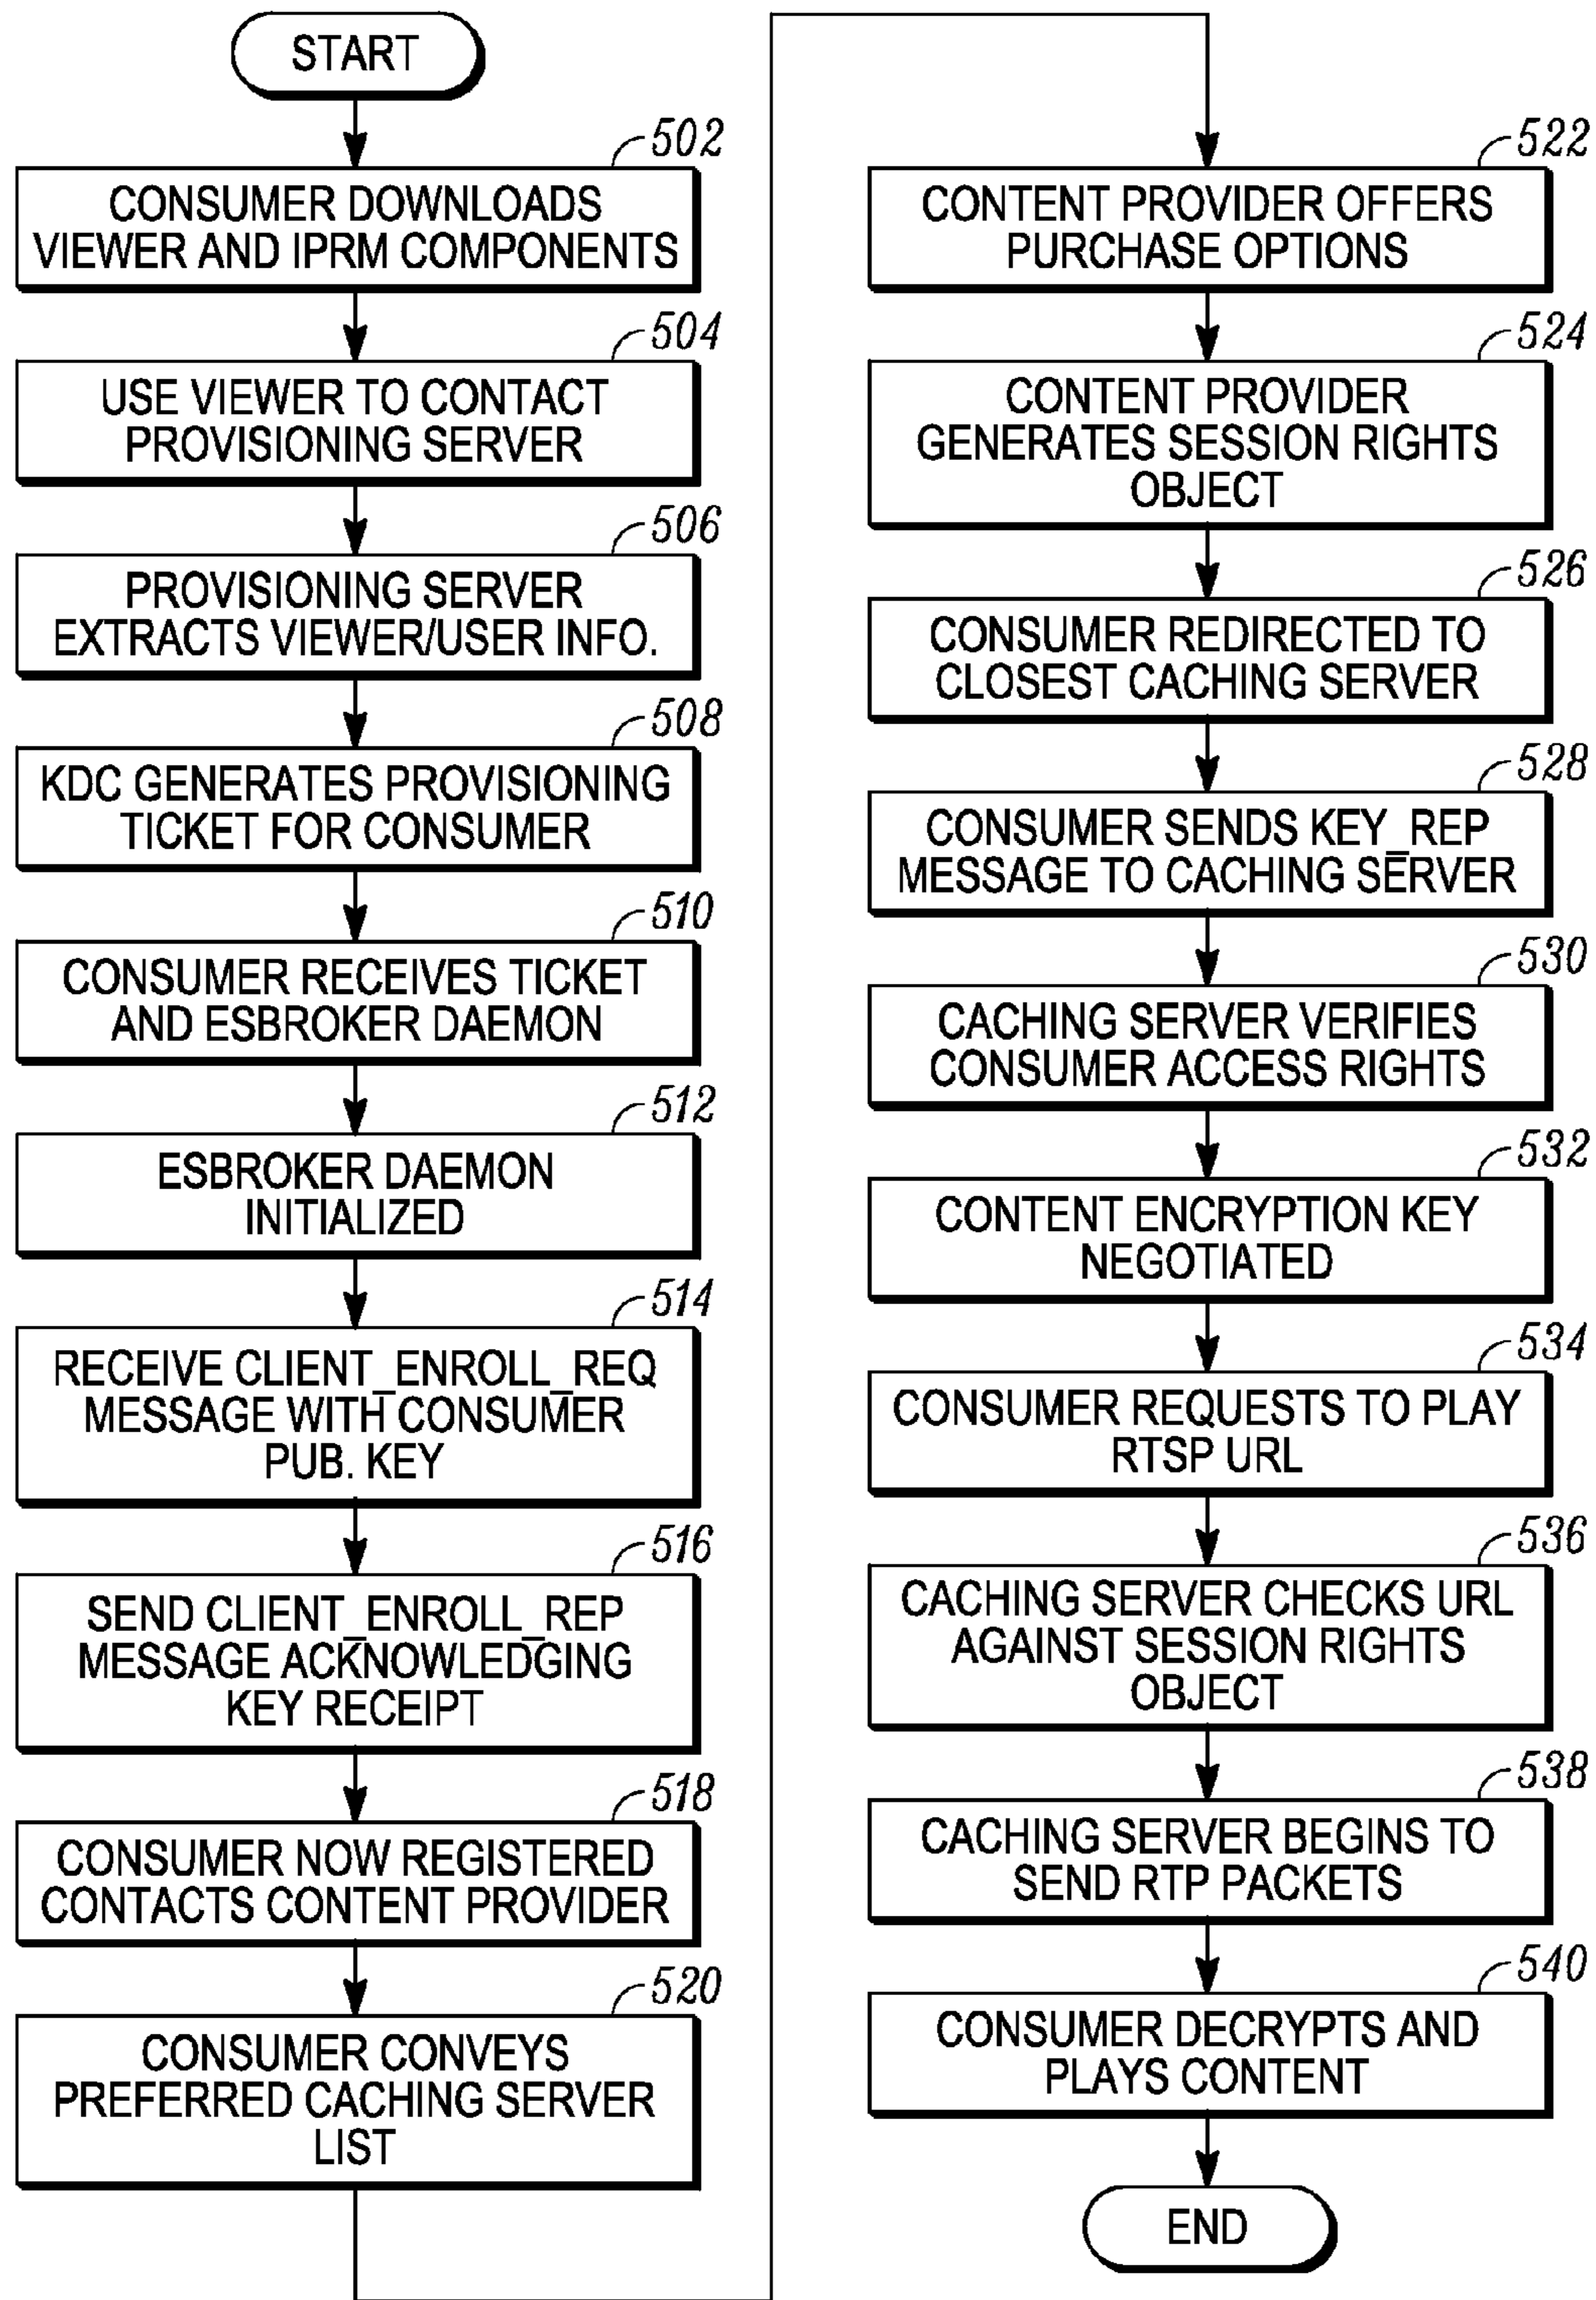 START
502
CONSUMER DOWNLOADS
VIEWER AND IPRM COMPONENTS
504
USE VIEWER TO CONTACT
PROVISIONING SERVER
506
PROVISIONING SERVER
EXTRACTS VIEWER/USER INFO.
508
KDC GENERATES PROVISIONING
TICKET FOR CONSUMER
510
CONSUMER RECEIVES TICKET
AND ESBROKER DAEMON
512
ESBROKER DAEMON
INITIALIZED
514
RECEIVE CLIENT_ENROLL_REQ
MESSAGE WITH CONSUMER
PUB. KEY
516
SEND CLIENT_ENROLL_REP
MESSAGE ACKNOWLEDGING
KEY RECEIPT
518
CONSUMER NOW REGISTERED
CONTACTS CONTENT PROVIDER
520
CONSUMER CONVEYS
PREFERRED CACHING SERVER
LIST
522
CONTENT PROVIDER OFFERS
PURCHASE OPTIONS
524
CONTENT PROVIDER
GENERATES SESSION RIGHTS
OBJECT
526
CONSUMER REDIRECTED TO
CLOSEST CACHING SERVER
528
CONSUMER SENDS KEY_REP
MESSAGE TO CACHING SERVER
530
CACHING SERVER VERIFIES
CONSUMER ACCESS RIGHTS
532
CONTENT ENCRYPTION KEY
NEGOTIATED
534
CONSUMER REQUESTS TO PLAY
RTSP URL
536
CACHING SERVER CHECKS URL
AGAINST SESSION RIGHTS
OBJECT
538
CACHING SERVER BEGINS TO
SEND RTP PACKETS
540
CONSUMER DECRYPTS AND
PLAYS CONTENT
END